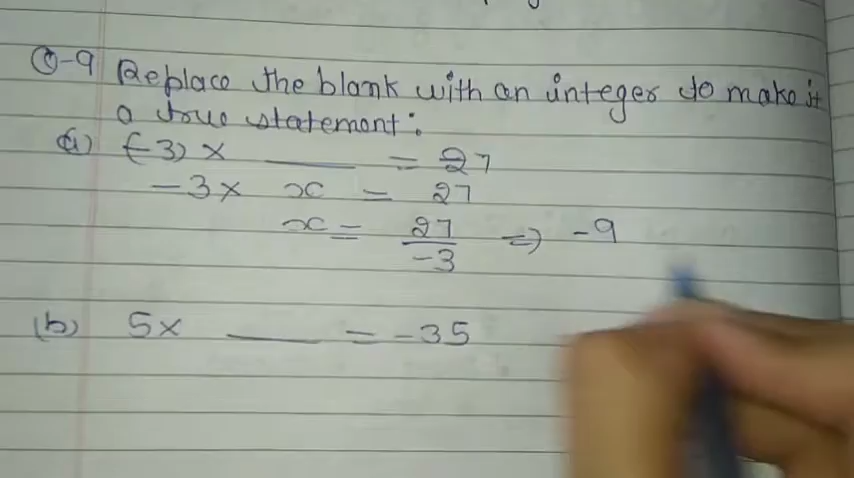 Q-9 Replace the blank with an integer to make it
a true statement:
(a) (-3) × ____ = 27
-3 × x = 27
x = 27/-3 ⇒ -9
(b) 5× ____ = -35